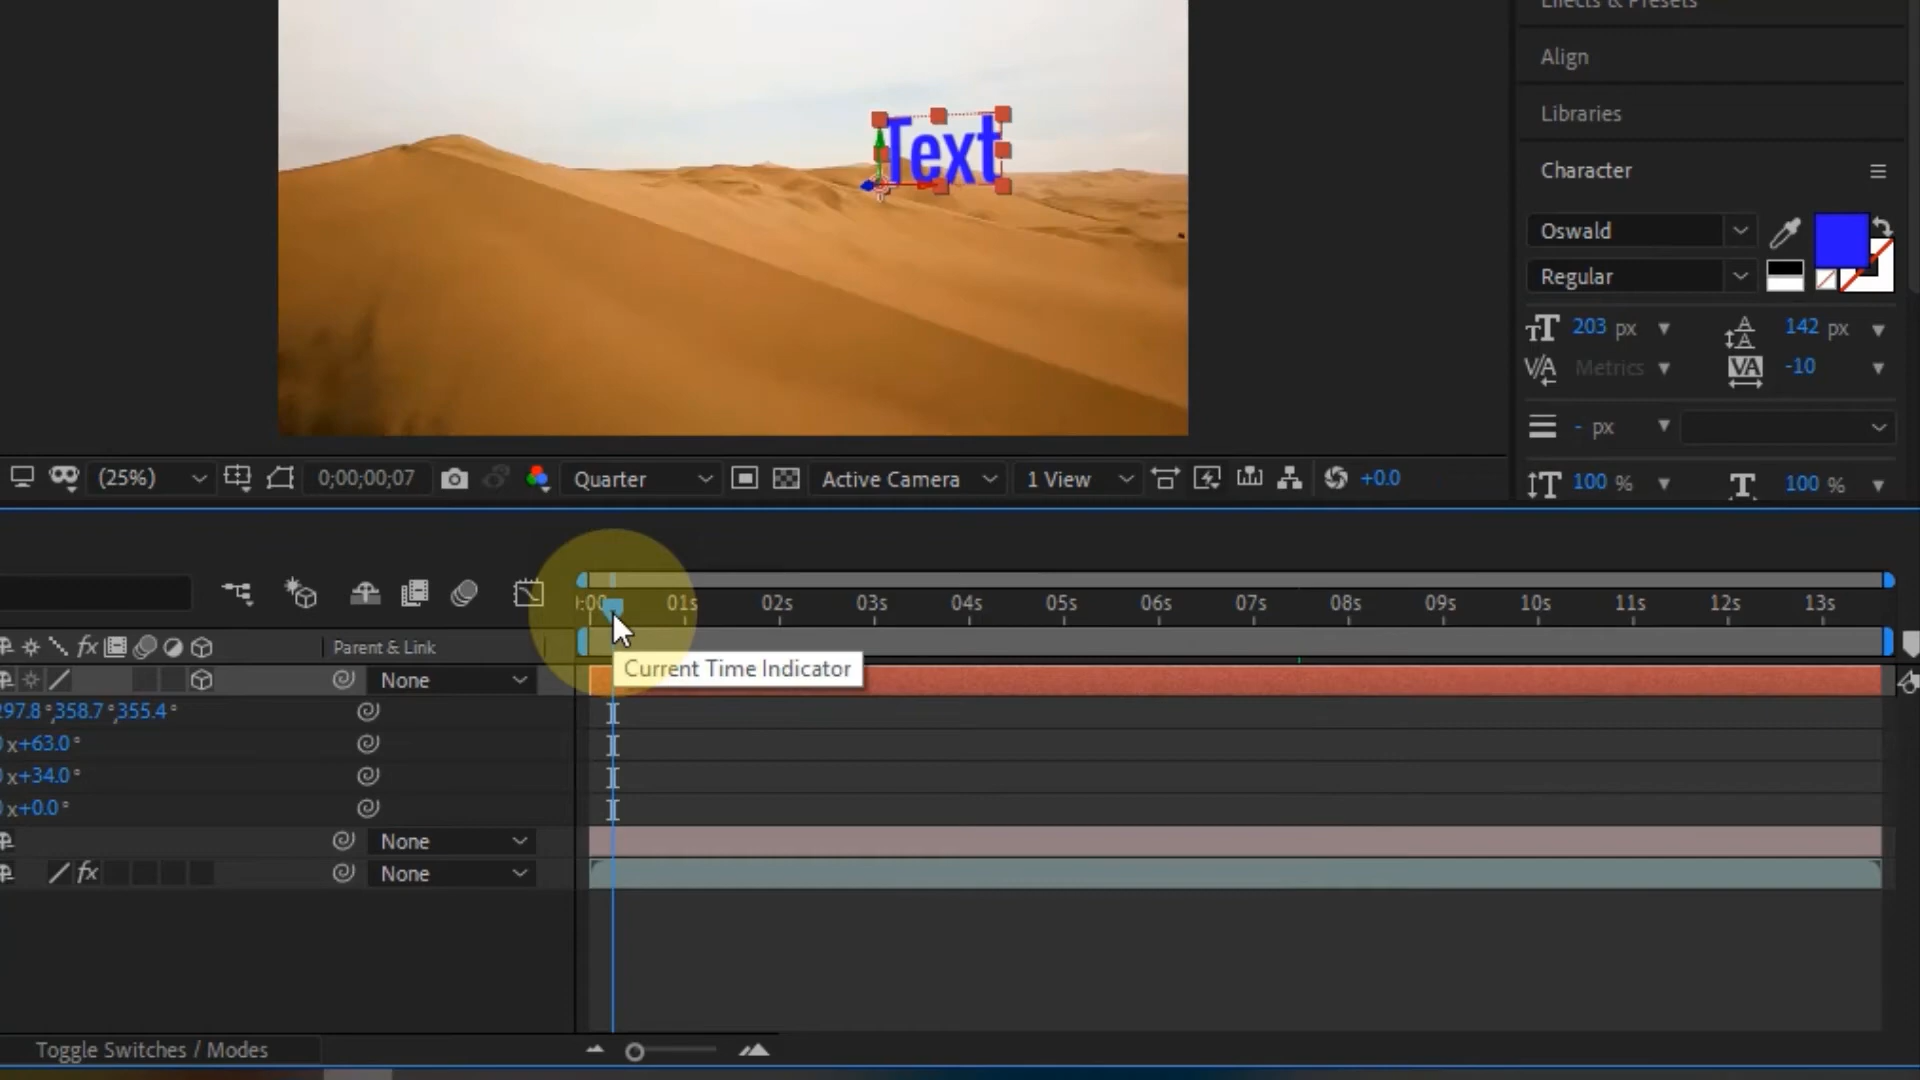 Effects & Presets
Align
Libraries
Character
Text
Oswald
Regular
203 px
142 px
Metrics
-10
- px
100 %
100 %
(25%)
0;00;00;07
Quarter
Active Camera
1 View
+0.0
:00
01s
02s
03s
04s
05s
06s
07s
08s
09s
10s
11s
12s
13s
fx
Parent & Link
None
Current Time Indicator
297.8°,358.7°,355.4°
0x+63.0°
0x+34.0°
0x+0.0°
None
fx
None
Toggle Switches / Modes